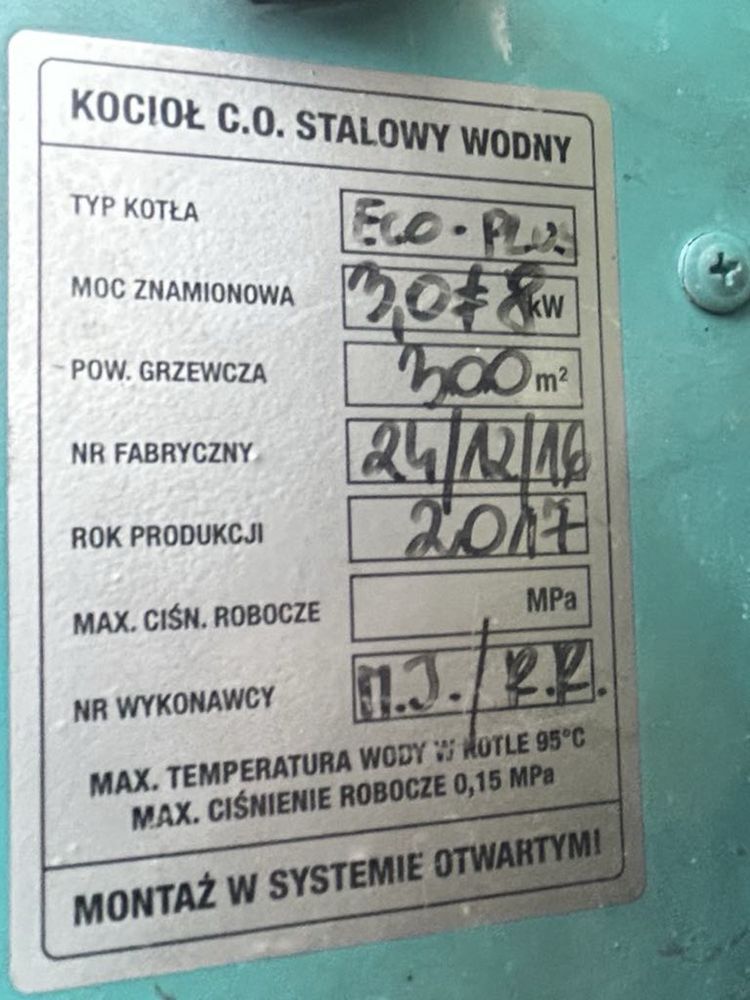 KOCIOŁ C.O. STALOWY WODNY
TYP KOTŁA ECO-PLUS
MOC ZNAMIONOWA 3,0÷8 kW
POW. GRZEWCZA 300 m²
NR FABRYCZNY 24/12/16
ROK PRODUKCJI 2017
MAX. CIŚN. ROBOCZE MPa
NR WYKONAWCY M.J./R.R.
MAX. TEMPERATURA WODY W KOTLE 95°C
MAX. CIŚNIENIE ROBOCZE 0,15 MPa
MONTAŻ W SYSTEMIE OTWARTYM!